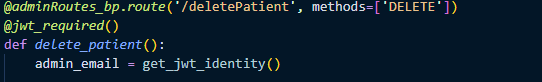 @adminRoutes_bp.route('/deletePatient', methods=['DELETE'])
@jwt_required()
def delete_patient():
    admin_email = get_jwt_identity()